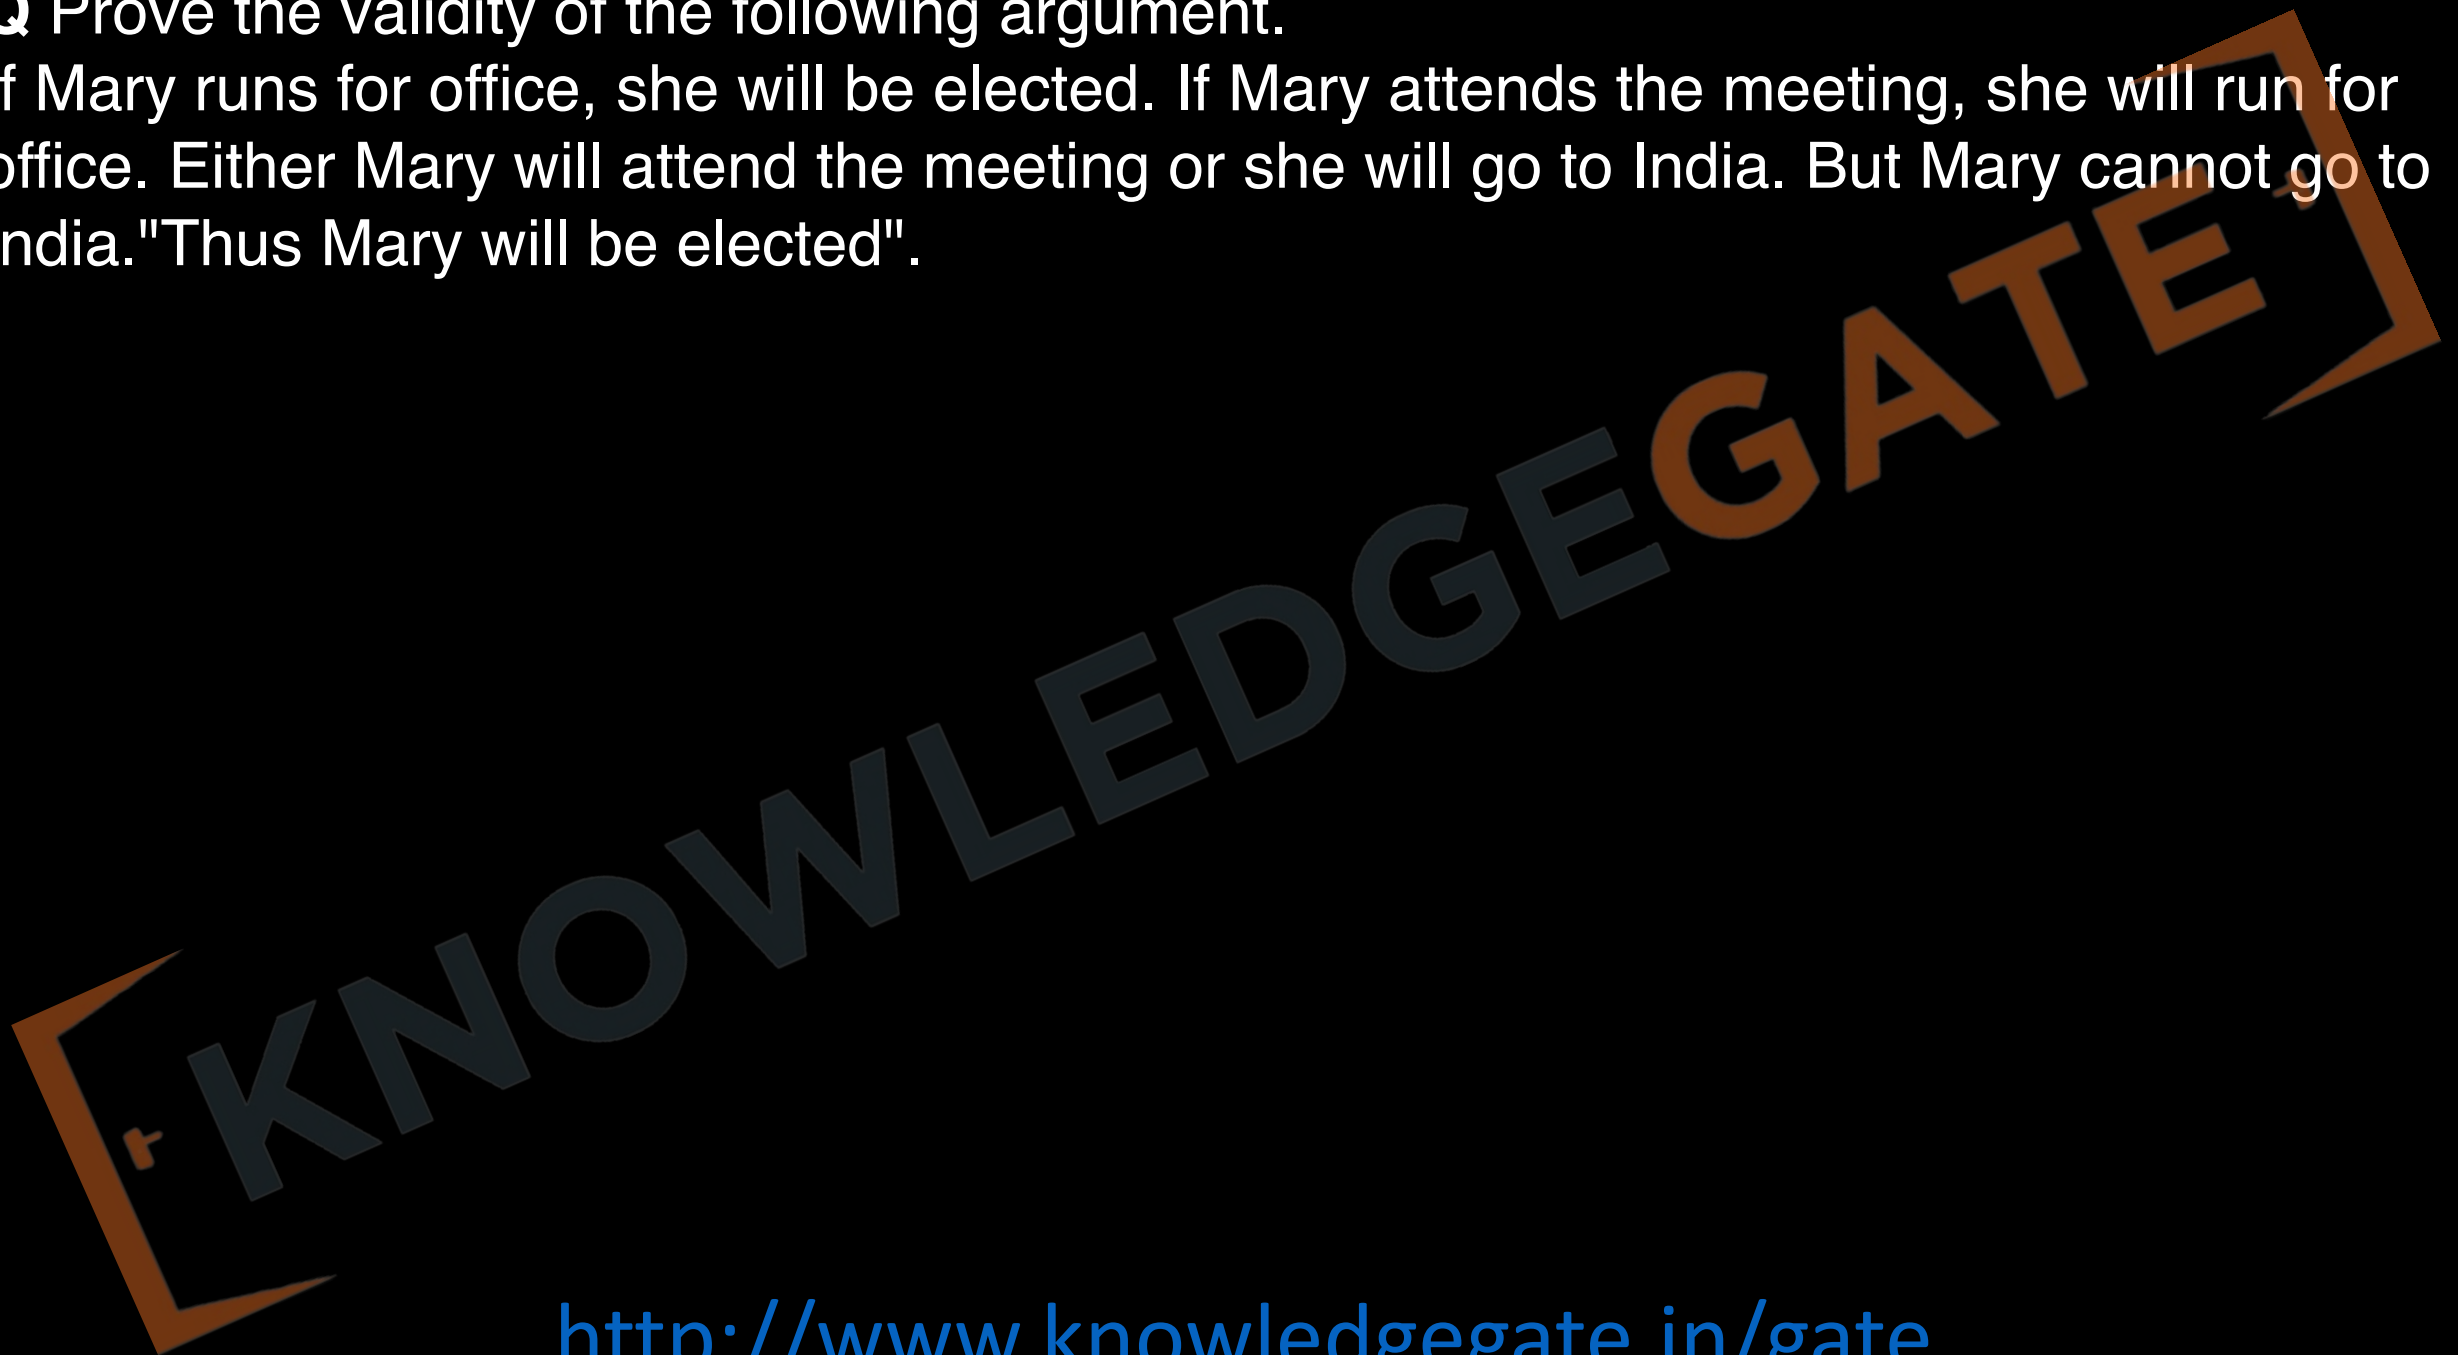 Q Prove the validity of the following argument.
f Mary runs for office, she will be elected. If Mary attends the meeting, she will run for
office. Either Mary will attend the meeting or she will go to India. But Mary cannot go to
ndia."Thus Mary will be elected".
KNOWLEDGEGATE
http://www.knowledgegate.in/gate